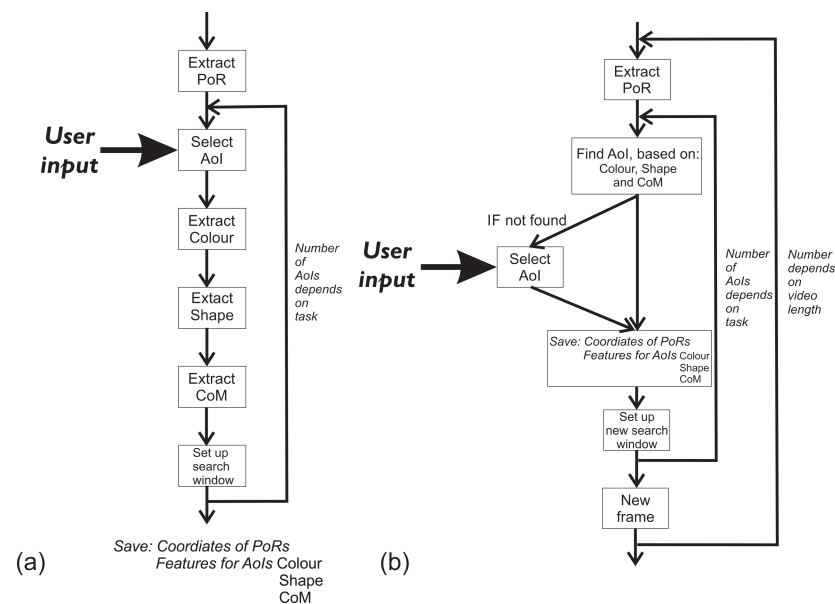 Extract
PoR
User
input
Select
AoI
Extract
Colour
Number
of
AoIs
depends
on
task
Extact
Shape
Extract
CoM
Set up
search
window
Save: Coordiates of PoRs
Features for AoIs Colour
Shape
CoM
(a)
Extract
PoR
Find AoI, based on:
Colour, Shape
and CoM
IF not found
User
input
Select
AoI
Number
of
AoIs
depends
on
task
Number
depends
on
video
length
Save: Coordiates of PoRs
Features for AoIs Colour
Shape
CoM
Set up
new search
window
New
frame
(b)